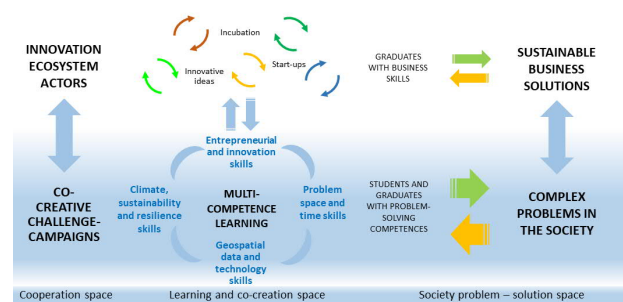 INNOVATION
ECOSYSTEM
ACTORS
Incubation
Innovative
ideas
Start-ups
GRADUATES
WITH BUSINESS
SKILLS
SUSTAINABLE
BUSINESS
SOLUTIONS
CO-
CREATIVE
CHALLENGE-
CAMPAIGNS
Entrepreneurial
and innovation
skills
Climate,
sustainability
and resilience
skills
MULTI-
COMPETENCE
LEARNING
Problem
space and
time skills
Geospatial
data and
technology
skills
STUDENTS AND
GRADUATES
WITH PROBLEM-
SOLVING
COMPETENCES
COMPLEX
PROBLEMS IN
THE SOCIETY
Cooperation space
Learning and co-creation space
Society problem – solution space